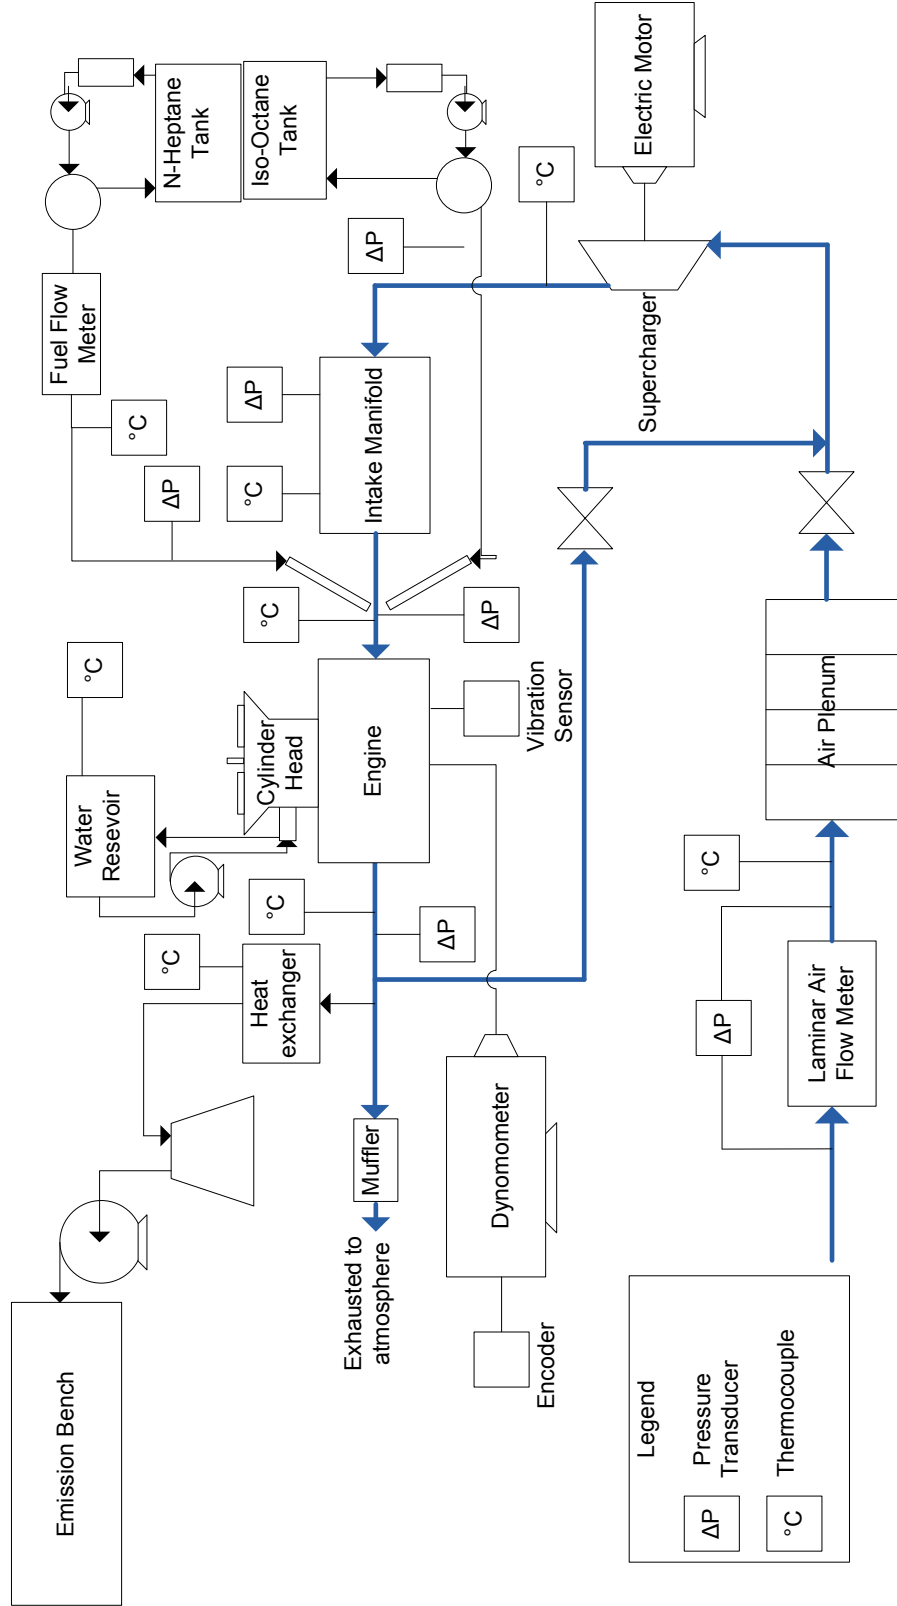 Emission Bench
Exhausted to
atmosphere
Muffler
Heat
exchanger
°C
°C
ΔP
Water
Resevoir
°C
Cylinder
Head
Engine
Vibration
Sensor
Dynomometer
Encoder
°C
ΔP
Intake Manifold
°C
ΔP
ΔP
°C
Fuel Flow
Meter
N-Heptane
Tank
Iso-Octane
Tank
ΔP
°C
Electric Motor
Supercharger
Air Plenum
°C
ΔP
Laminar Air
Flow Meter
Legend
ΔP
Pressure
Transducer
°C
Thermocouple